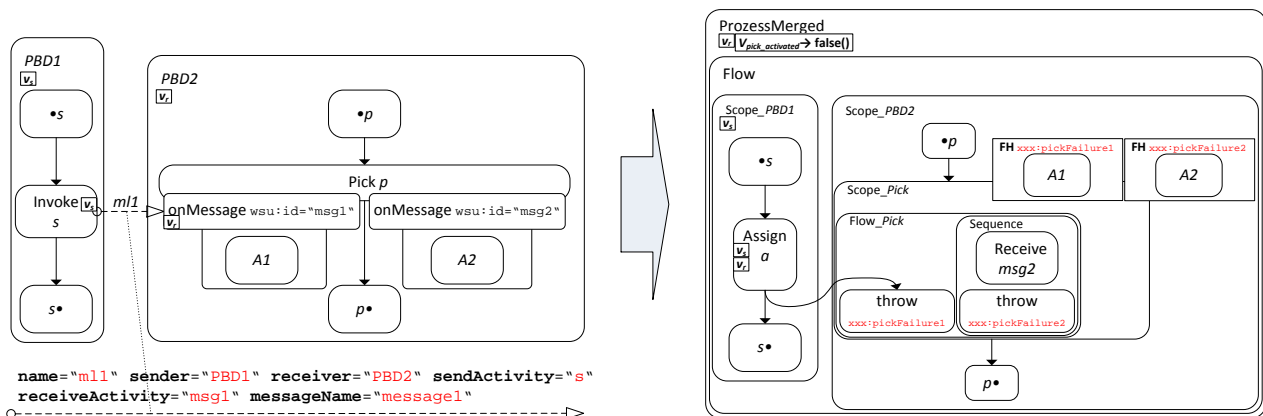 PBD1
vs
•s
Invoke vs
s
s•
ml1
PBD2
vr
•p
Pick p
onMessage wsu:id="msg1"
vr
onMessage wsu:id="msg2"
A1
A2
p•
name="ml1" sender="PBD1" receiver="PBD2" sendActivity="s"
receiveActivity="msg1" messageName="message1"
ProzessMerged
vr Vpick_activated→ false()
Flow
Scope_PBD1
vs
•s
Assign
vs a
vr
s•
Scope_PBD2
•p
FH xxx:pickFailure1
A1
FH xxx:pickFailure2
A2
Scope_Pick
Flow_Pick
Sequence
Receive
msg2
throw
xxx:pickFailure1
throw
xxx:pickFailure2
p•